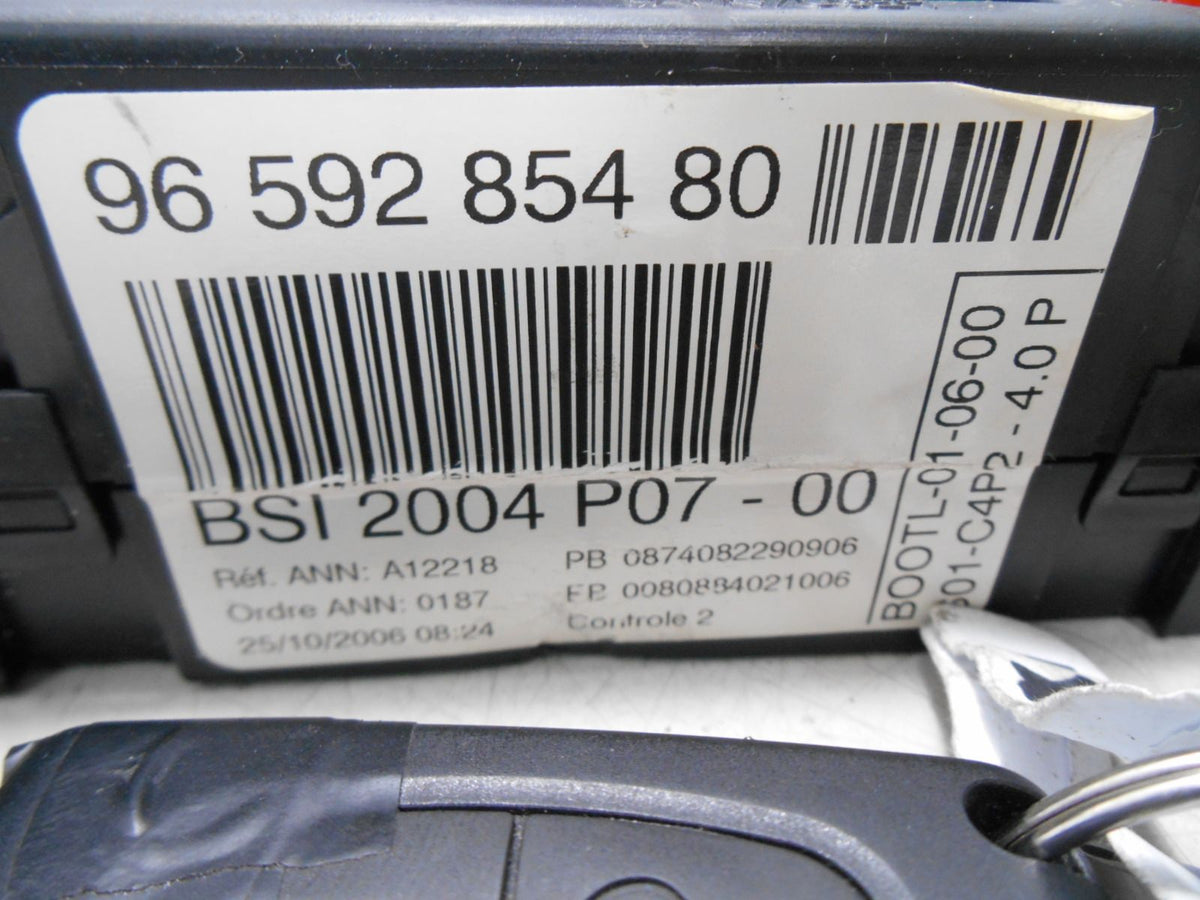 96 592 854 80
BSI 2004 P07 - 00
Réf. ANN: A12218
Ordre ANN: 0187
25/10/2006 08:24
PB 0874082290906
0080884021006
Controle 2
BOOTL-01-06-00
S01-C4P2 - 4.0 P